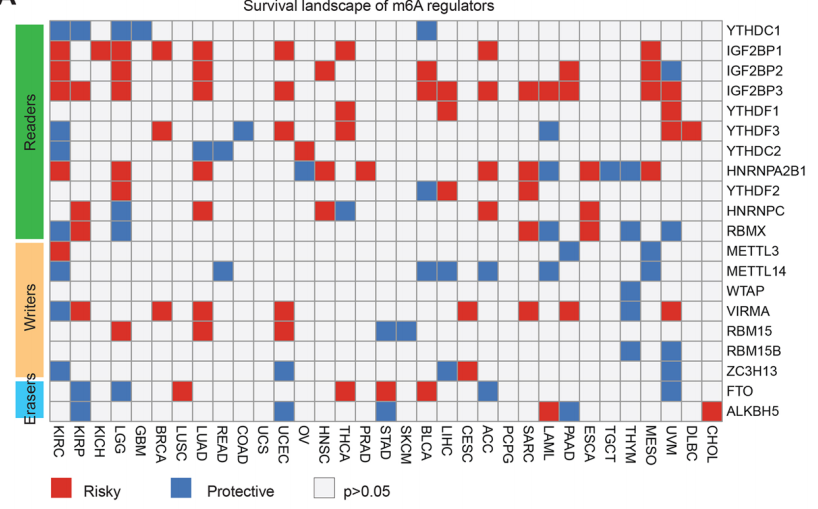 A
Survival landscape of m6A regulators
Readers
Writers
Erasers
YTHDC1
IGF2BP1
IGF2BP2
IGF2BP3
YTHDF1
YTHDF3
YTHDC2
HNRNPA2B1
YTHDF2
HNRNPC
RBMX
METTL3
METTL14
WTAP
VIRMA
RBM15
RBM15B
ZC3H13
FTO
ALKBH5
KIRC
KIRP
KICH
LGG
GBM
BRCA
LUSC
LUAD
READ
COAD
UCS
UCEC
OV
HNSC
THCA
PRAD
STAD
SKCM
BLCA
LIHC
CESC
ACC
PCPG
SARC
LAML
PAAD
ESCA
TGCT
THYM
MESO
UVM
DLBC
CHOL
Risky
Protective
p>0.05